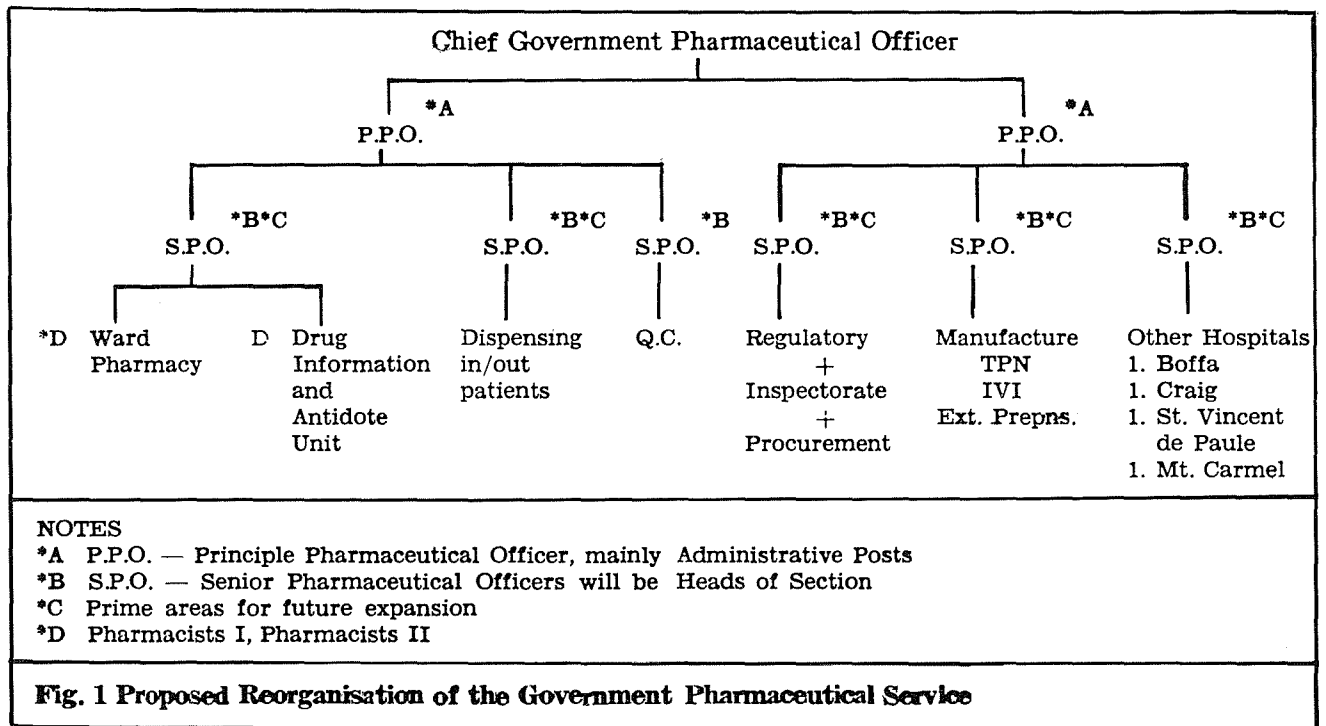 Chief Government Pharmaceutical Officer
*A
P.P.O.
*A
P.P.O.
*B*C
S.P.O.
*B*C
S.P.O.
*B
S.P.O.
*B*C
S.P.O.
*B*C
S.P.O.
*B*C
S.P.O.
*D Ward
Pharmacy
D Drug
Information
and
Antidote
Unit
Dispensing
in/out
patients
Q.C.
Regulatory
+
Inspectorate
+
Procurement
Manufacture
TPN
IVI
Ext. Prepns.
Other Hospitals
1. Boffa
1. Craig
1. St. Vincent
de Paule
1. Mt. Carmel
NOTES
*A P.P.O. — Principle Pharmaceutical Officer, mainly Administrative Posts
*B S.P.O. — Senior Pharmaceutical Officers will be Heads of Section
*C Prime areas for future expansion
*D Pharmacists I, Pharmacists II
Fig. 1 Proposed Reorganisation of the Government Pharmaceutical Service